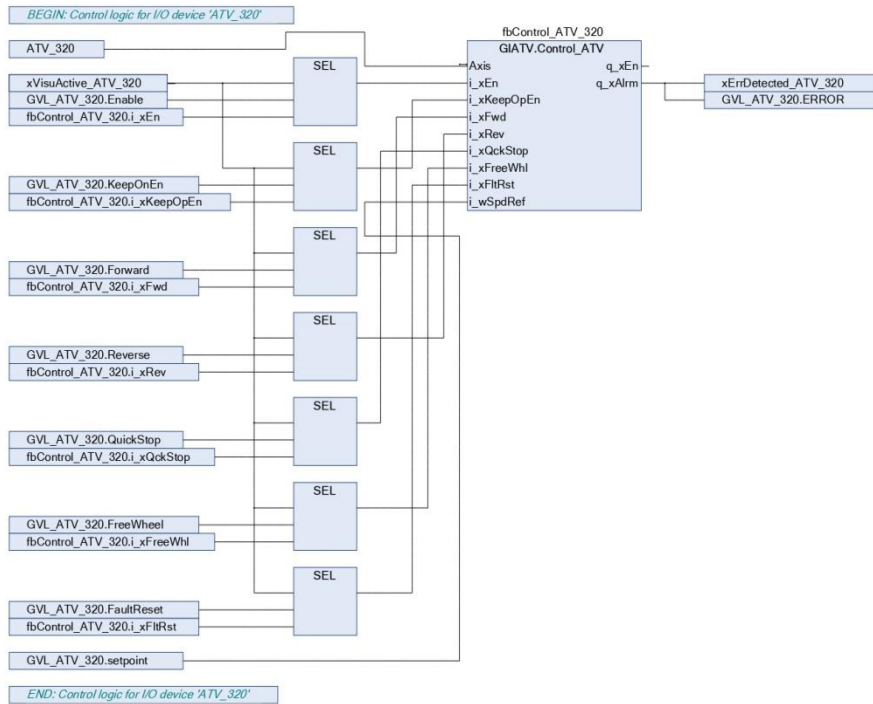 BEGIN: Control logic for I/O device 'ATV_320'
ATV_320
xVisuActive_ATV_320
GVL_ATV_320.Enable
fbControl_ATV_320.i_xEn
SEL
GVL_ATV_320.KeepOnEn
fbControl_ATV_320.i_xKeepOpEn
SEL
GVL_ATV_320.Forward
fbControl_ATV_320.i_xFwd
SEL
GVL_ATV_320.Reverse
fbControl_ATV_320.i_xRev
SEL
GVL_ATV_320.QuickStop
fbControl_ATV_320.i_xQckStop
SEL
GVL_ATV_320.FreeWheel
fbControl_ATV_320.i_xFreeWhl
SEL
GVL_ATV_320.FaultReset
fbControl_ATV_320.i_xFltRst
SEL
GVL_ATV_320.setpoint
fbControl_ATV_320
GIATV.Control_ATV
Axis q_xEn
i_xEn q_xAlrm
i_xKeepOpEn
i_xFwd
i_xRev
i_xQckStop
i_xFreeWhl
i_xFltRst
i_wSpdRef
xErrDetected_ATV_320
GVL_ATV_320.ERROR
END: Control logic for I/O device 'ATV_320'